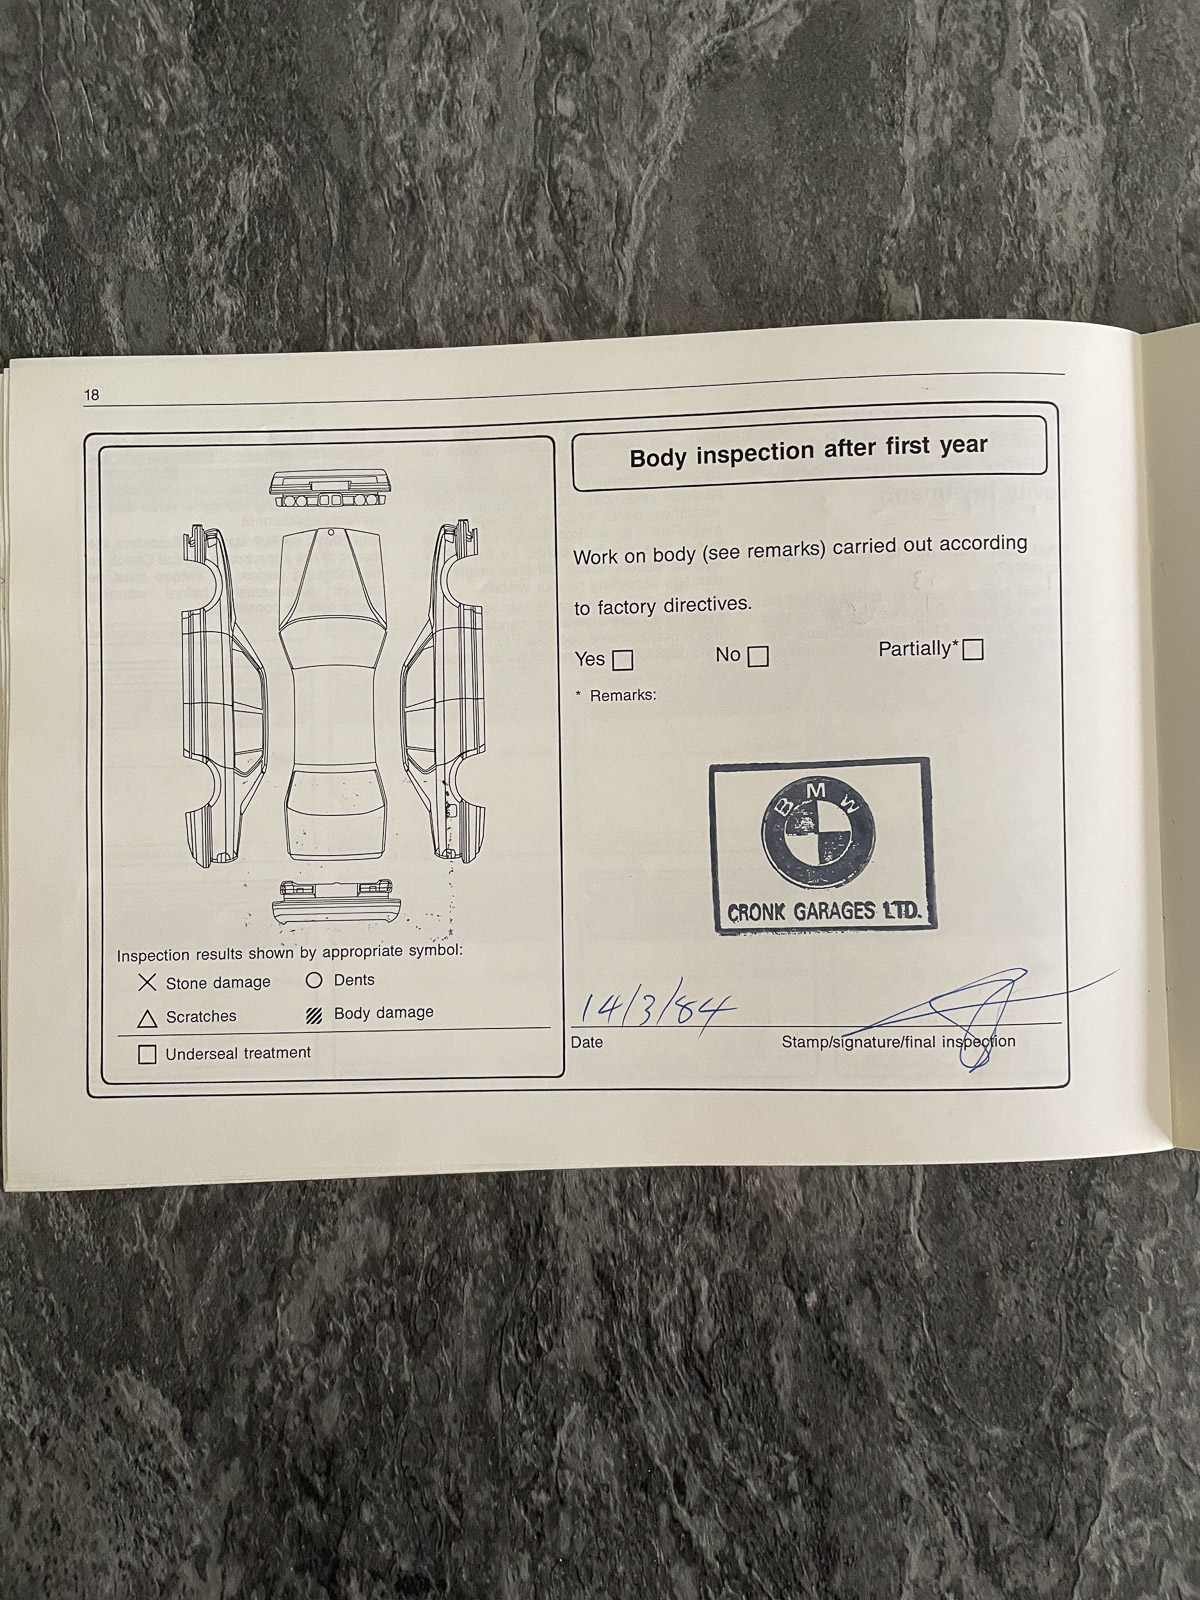 18
Body inspection after first year
Work on body (see remarks) carried out according
to factory directives.
Yes No Partially*
* Remarks:
BMW
CRONK GARAGES LTD.
Inspection results shown by appropriate symbol:
Stone damage Dents
Scratches Body damage
Underseal treatment
14/3/84
Date Stamp/signature/final inspection